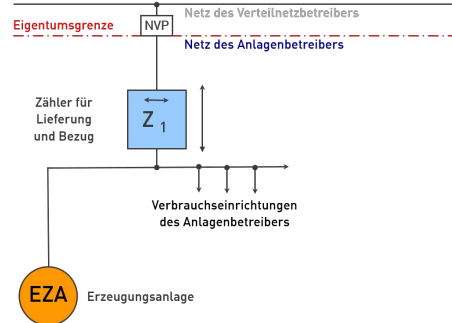 Netz des Verteilnetzbetreibers
Eigentumsgrenze
NVP
Netz des Anlagenbetreibers
Zähler für
Lieferung
und Bezug
Z 1
Verbrauchseinrichtungen
des Anlagenbetreibers
EZA
Erzeugungsanlage